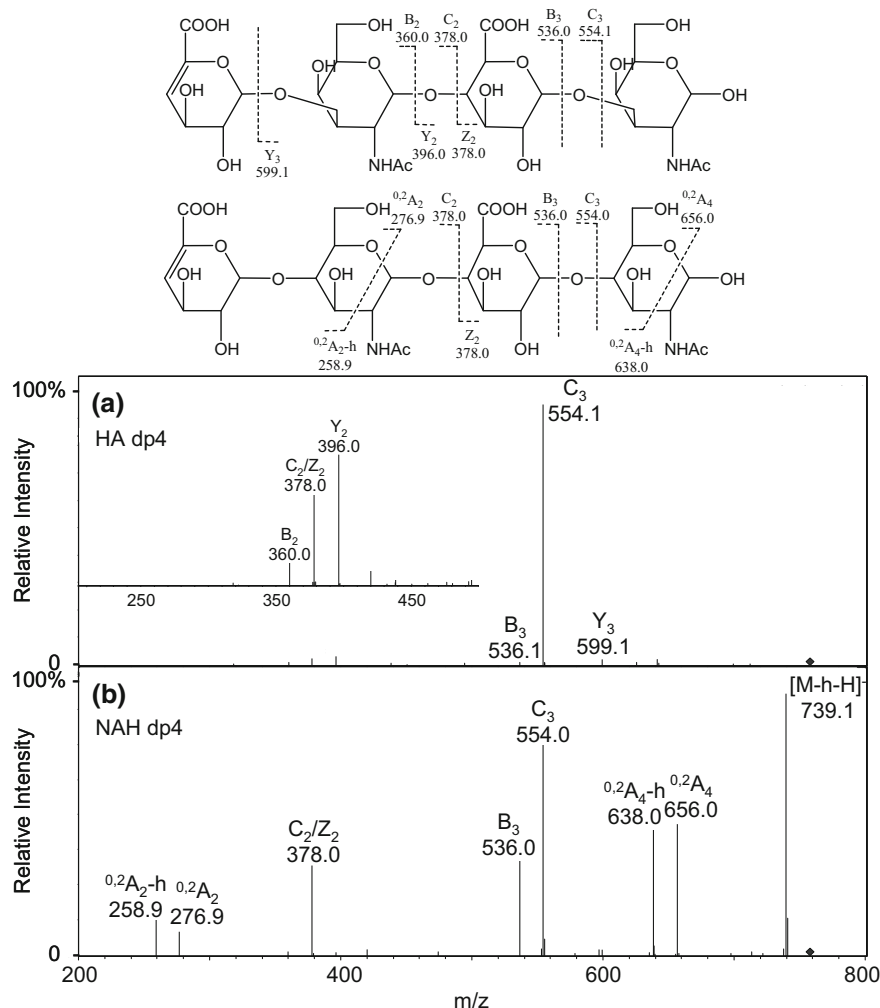 B2 C2 B3 C3
360.0 378.0 536.0 554.1
COOH OH COOH OH
O O O O
OH OH OH OH
O O O OH
OH NHAc OH NHAc
Y3
599.1
Y2 Z2
396.0 378.0
0,2A2 C2 B3 C3 0,2A4
276.9 378.0 536.0 554.0 656.0
COOH OH COOH OH
O O O O
OH OH OH OH
O O O OH
OH NHAc OH NHAc
0,2A2-h Z2 0,2A4-h
258.9 378.0 638.0
100%
(a)
HA dp4
C3
554.1
Y2
396.0
C2/Z2
378.0
B2
360.0
250 350 450
B3
536.1
Y3
599.1
0
Relative Intensity
100%
(b)
NAH dp4
[M-h-H]-
739.1
C3
554.0
0,2A4-h 0,2A4
638.0 656.0
B3
536.0
C2/Z2
378.0
0,2A2-h 0,2A2
258.9 276.9
0
Relative Intensity
200 400 600 800
m/z